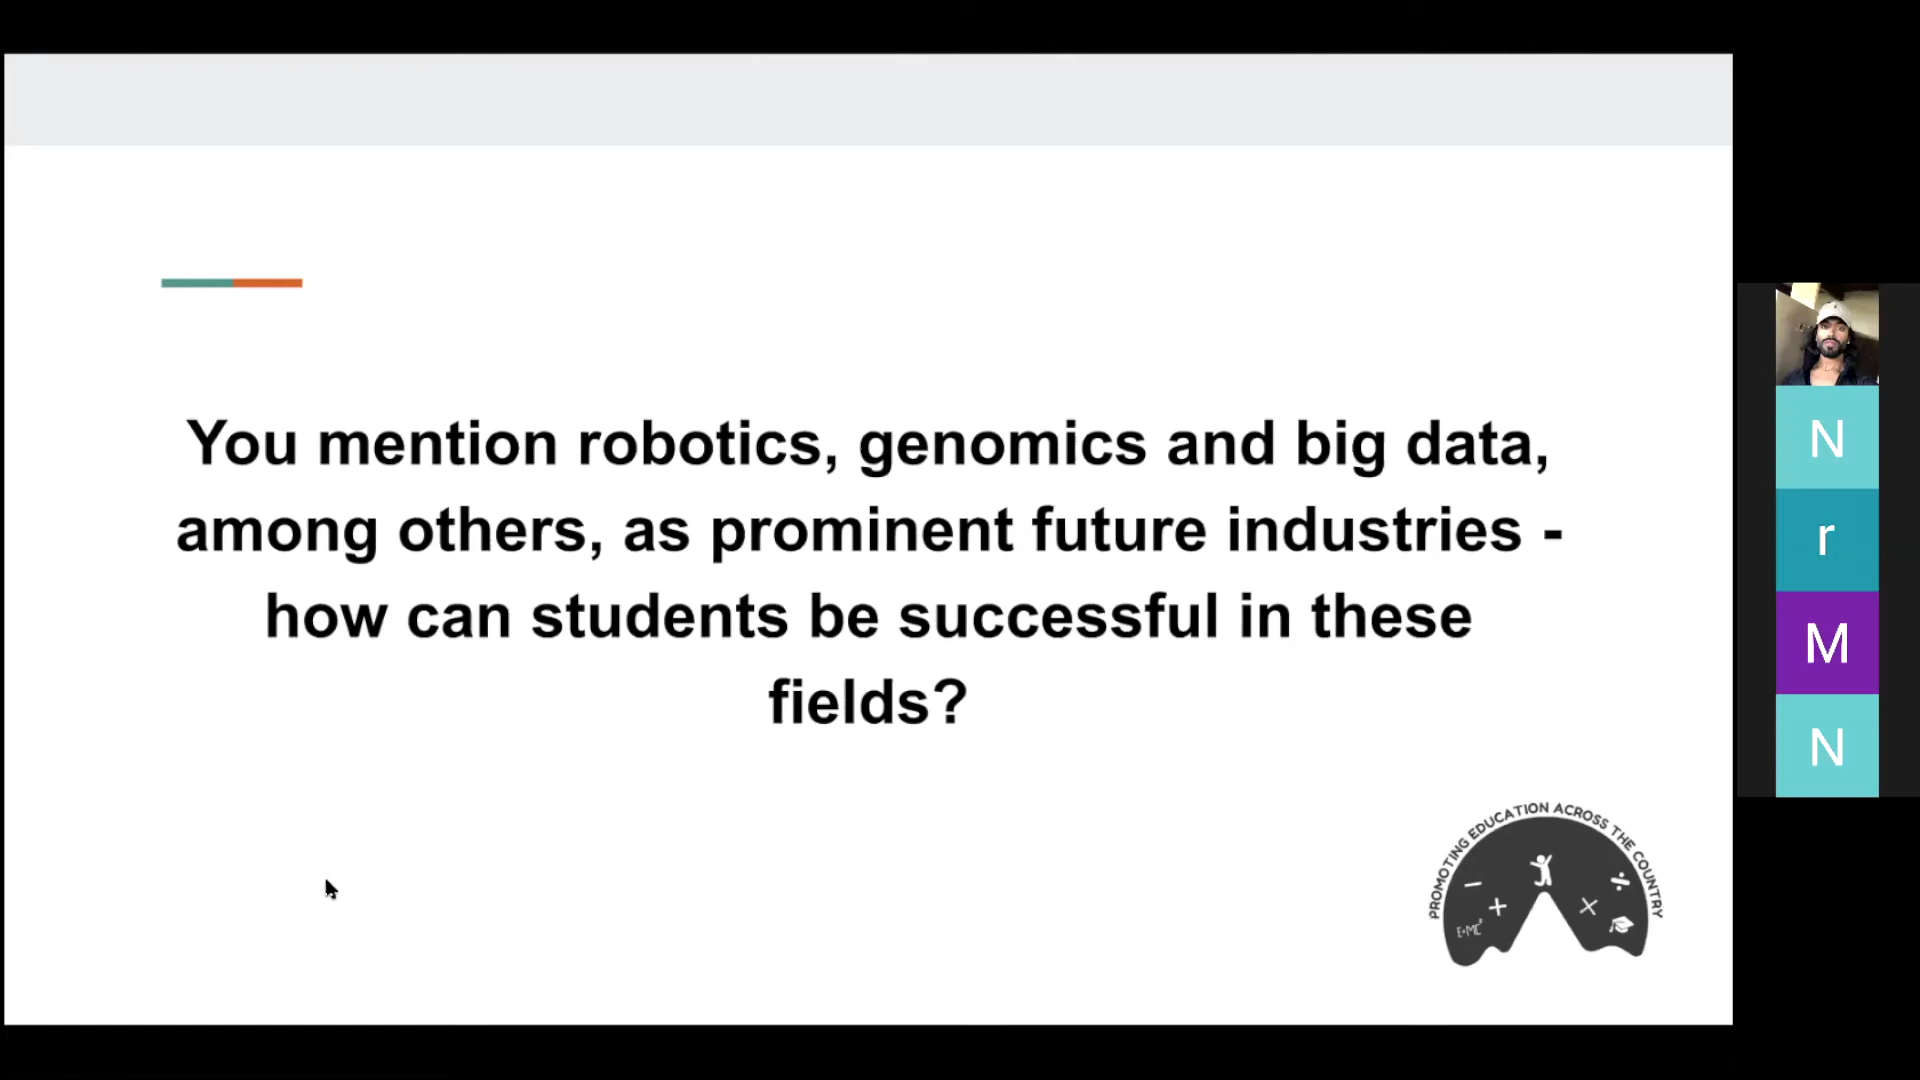 You mention robotics, genomics and big data,
among others, as prominent future industries -
how can students be successful in these
fields?
PROMOTING EDUCATION ACROSS THE COUNTRY
E=MC²
N
r
M
N